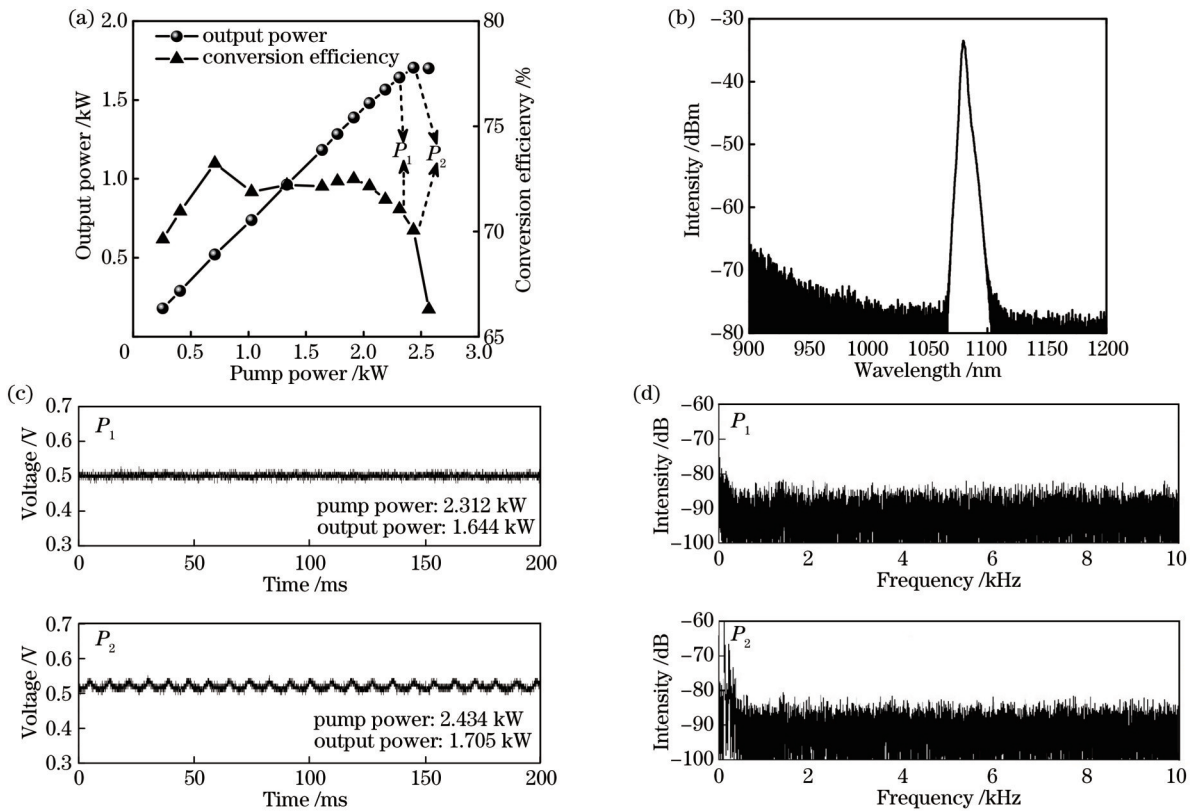 (a)
2.0
1.5
1.0
0.5
0
Output power /kW
output power
conversion efficiency
P1
P2
80
75
70
65
Conversion efficienvy /%
0.5 1.0 1.5 2.0 2.5 3.0
Pump power /kW
(b)
−30
−40
−50
−60
−70
−80
Intensity /dBm
900 950 1000 1050 1100 1150 1200
Wavelength /nm
(c)
0.7
0.6
0.5
0.4
0.3
Voltage /V
P1
pump power: 2.312 kW
output power: 1.644 kW
0 50 100 150 200
Time /ms
0.7
0.6
0.5
0.4
0.3
Voltage /V
P2
pump power: 2.434 kW
output power: 1.705 kW
0 50 100 150 200
Time /ms
(d)
−60
−70
−80
−90
−100
Intensity /dB
P1
0 2 4 6 8 10
Frequency /kHz
−60
−70
−80
−90
−100
Intensity /dB
P2
0 2 4 6 8 10
Frequency /kHz